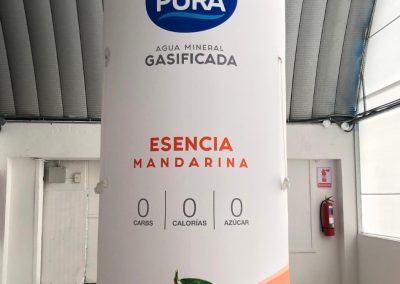 PURA
AGUA MINERAL
GASIFICADA
ESENCIA
MANDARINA
0 0 0
CARBS CALORÍAS AZÚCAR